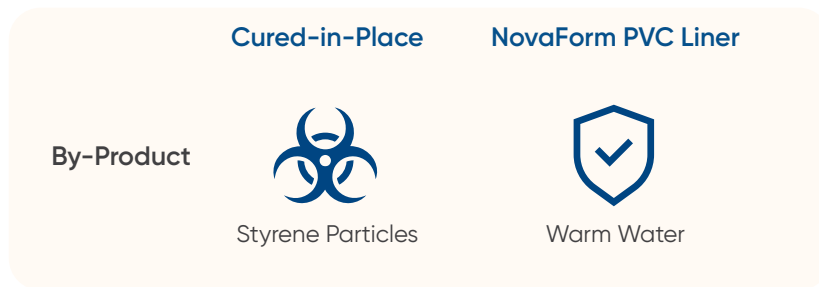 Cured-in-Place NovaForm PVC Liner
By-Product
Styrene Particles Warm Water